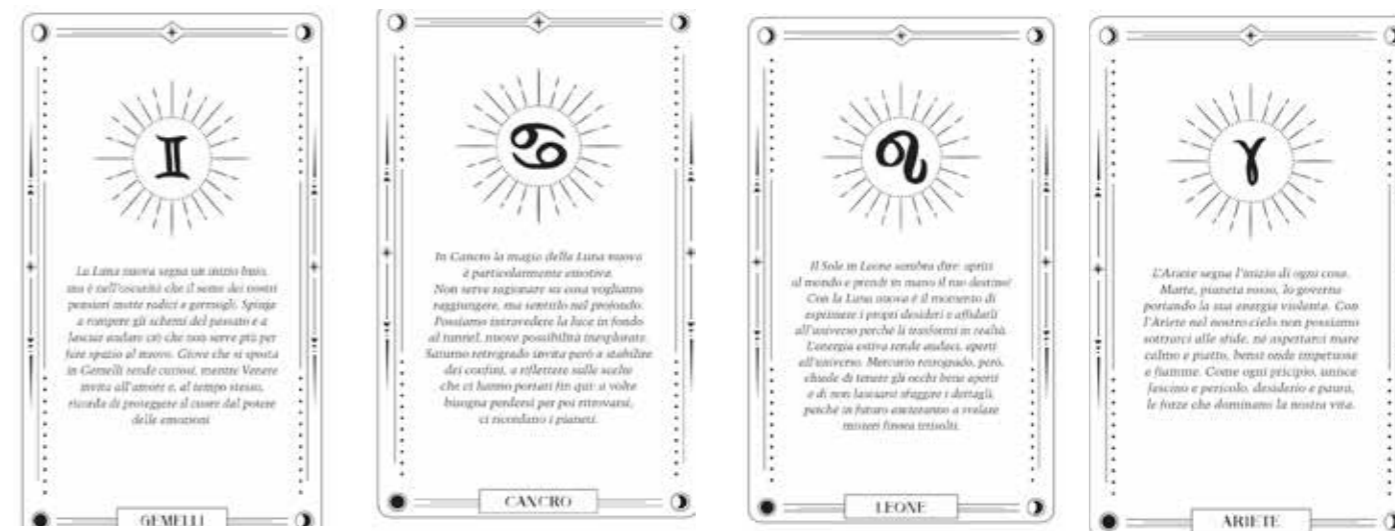 La Luna nuova segna un inizio buio,
ma è nell'oscurità che il seme dei nostri
pensieri mette radici e germogli. Spinge
a rompere gli schemi del passato e a
lasciar andare ciò che non serve più per
fare spazio al nuovo. Giove che si sposta
in Gemelli rende curiosi, mentre Venere
invita all'amore e, al tempo stesso,
ricorda di proteggere il cuore dal potere
delle emozioni
GEMELLI
In Cancro la magia della Luna nuova
è particolarmente emotiva.
Non serve ragionare su cosa vogliamo
raggiungere, ma sentirlo nel profondo.
Possiamo intravedere la luce in fondo
al tunnel, nuove possibilità inesplorate.
Saturno retrogrado invita però a stabilire
dei confini, a riflettere sulle scelte
che ci hanno portati fin qui: a volte
bisogna perdersi per poi ritrovarsi,
ci ricordano i pianeti.
CANCRO
Il Sole in Leone sembra dire: apriti
al mondo e prendi in mano il tuo destino!
Con la Luna nuova è il momento di
esprimere i propri desideri e affidarli
all'universo perché li trasformi in realtà.
L'energia estiva rende audaci, aperti
all'universo. Mercurio retrogrado, però,
chiede di tenere gli occhi bene aperti
e di non lasciarsi sfuggire i dettagli,
perché in futuro aiuteranno a svelare
misteri finora irrisolti.
LEONE
L'Ariete segna l'inizio di ogni cosa.
Marte, pianeta rosso, lo governa
portando la sua energia violenta. Con
l'Ariete nel nostro cielo non possiamo
sottrarci alle sfide, né aspettarci mare
calmo e piatto, bensì onde impetuose
e fiamme. Come ogni pricipio, unisce
fascino e pericolo, desiderio e paura,
le forze che dominano la nostra vita.
ARIETE